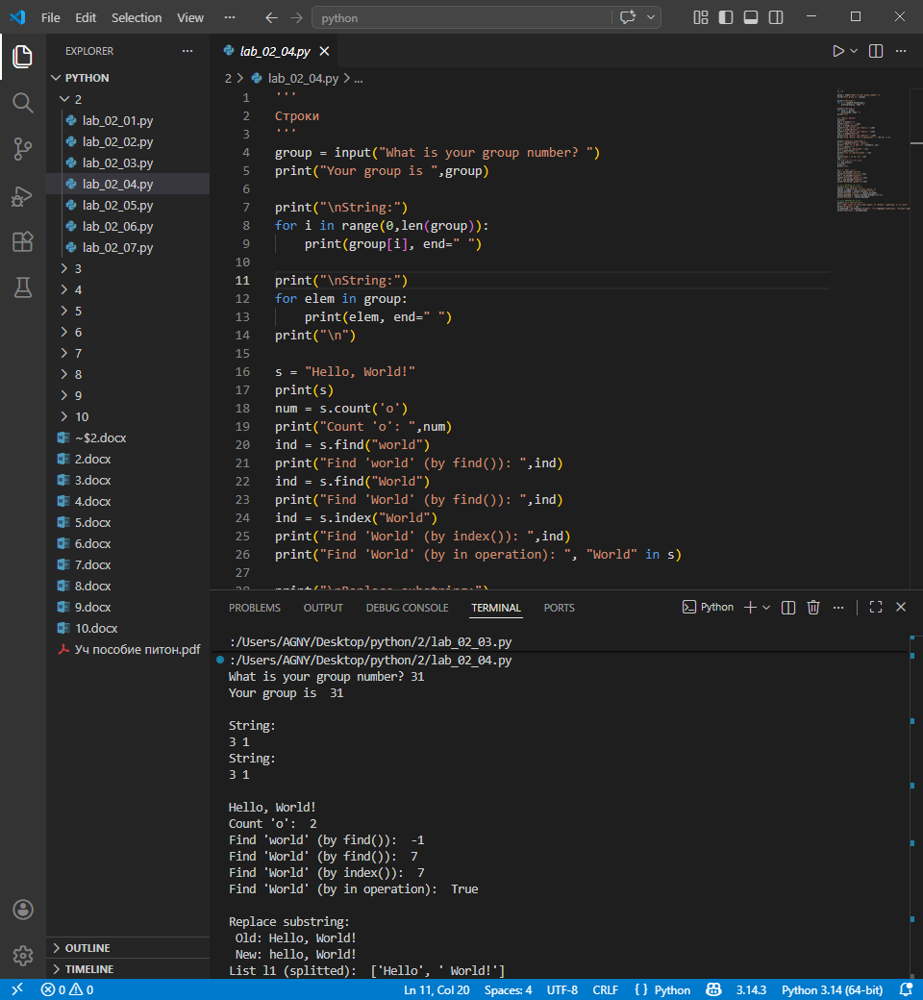 File Edit Selection View ··· python
EXPLORER ···
PYTHON
2
lab_02_01.py
lab_02_02.py
lab_02_03.py
lab_02_04.py
lab_02_05.py
lab_02_06.py
lab_02_07.py
3
4
5
6
7
8
9
10
~$2.docx
2.docx
3.docx
4.docx
5.docx
6.docx
7.docx
8.docx
9.docx
10.docx
Уч пособие питон.pdf
OUTLINE
TIMELINE
lab_02_04.py
2 > lab_02_04.py > ...
1 '''
2 Строки
3 '''
4 group = input("What is your group number? ")
5 print("Your group is ",group)
6
7 print("\nString:")
8 for i in range(0,len(group)):
9     print(group[i], end=" ")
10
11 print("\nString:")
12 for elem in group:
13     print(elem, end=" ")
14 print("\n")
15
16 s = "Hello, World!"
17 print(s)
18 num = s.count('o')
19 print("Count 'o': ",num)
20 ind = s.find("world")
21 print("Find 'world' (by find()): ",ind)
22 ind = s.find("World")
23 print("Find 'World' (by find()): ",ind)
24 ind = s.index("World")
25 print("Find 'World' (by index()): ",ind)
26 print("Find 'World' (by in operation): ", "World" in s)
27
28 print("\nReplace substring:")
PROBLEMS OUTPUT DEBUG CONSOLE TERMINAL PORTS Python
:/Users/AGNY/Desktop/python/2/lab_02_03.py
:/Users/AGNY/Desktop/python/2/lab_02_04.py
What is your group number? 31
Your group is  31
String:
3 1
String:
3 1
Hello, World!
Count 'o':  2
Find 'world' (by find()):  -1
Find 'World' (by find()):  7
Find 'World' (by index()):  7
Find 'World' (by in operation):  True
Replace substring:
 Old: Hello, World!
 New: hello, World!
List l1 (splitted):  ['Hello', ' World!']
0 0 Ln 11, Col 20 Spaces: 4 UTF-8 CRLF { } Python 3.14.3 Python 3.14 (64-bit)